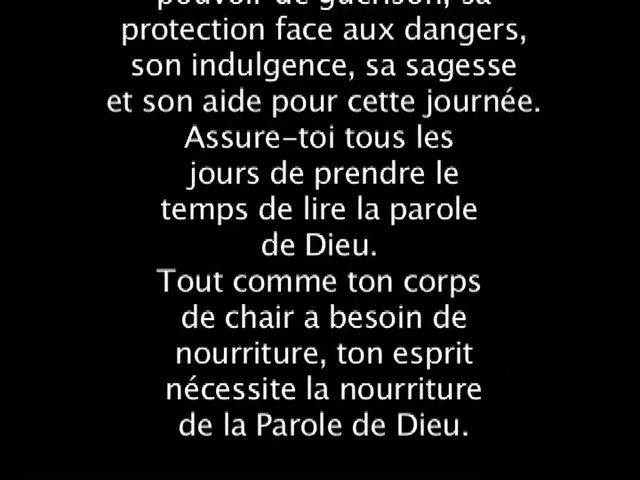 pouvoir de guérison, sa
protection face aux dangers,
son indulgence, sa sagesse
et son aide pour cette journée.
Assure-toi tous les
jours de prendre le
temps de lire la parole
de Dieu.
Tout comme ton corps
de chair a besoin de
nourriture, ton esprit
nécessite la nourriture
de la Parole de Dieu.